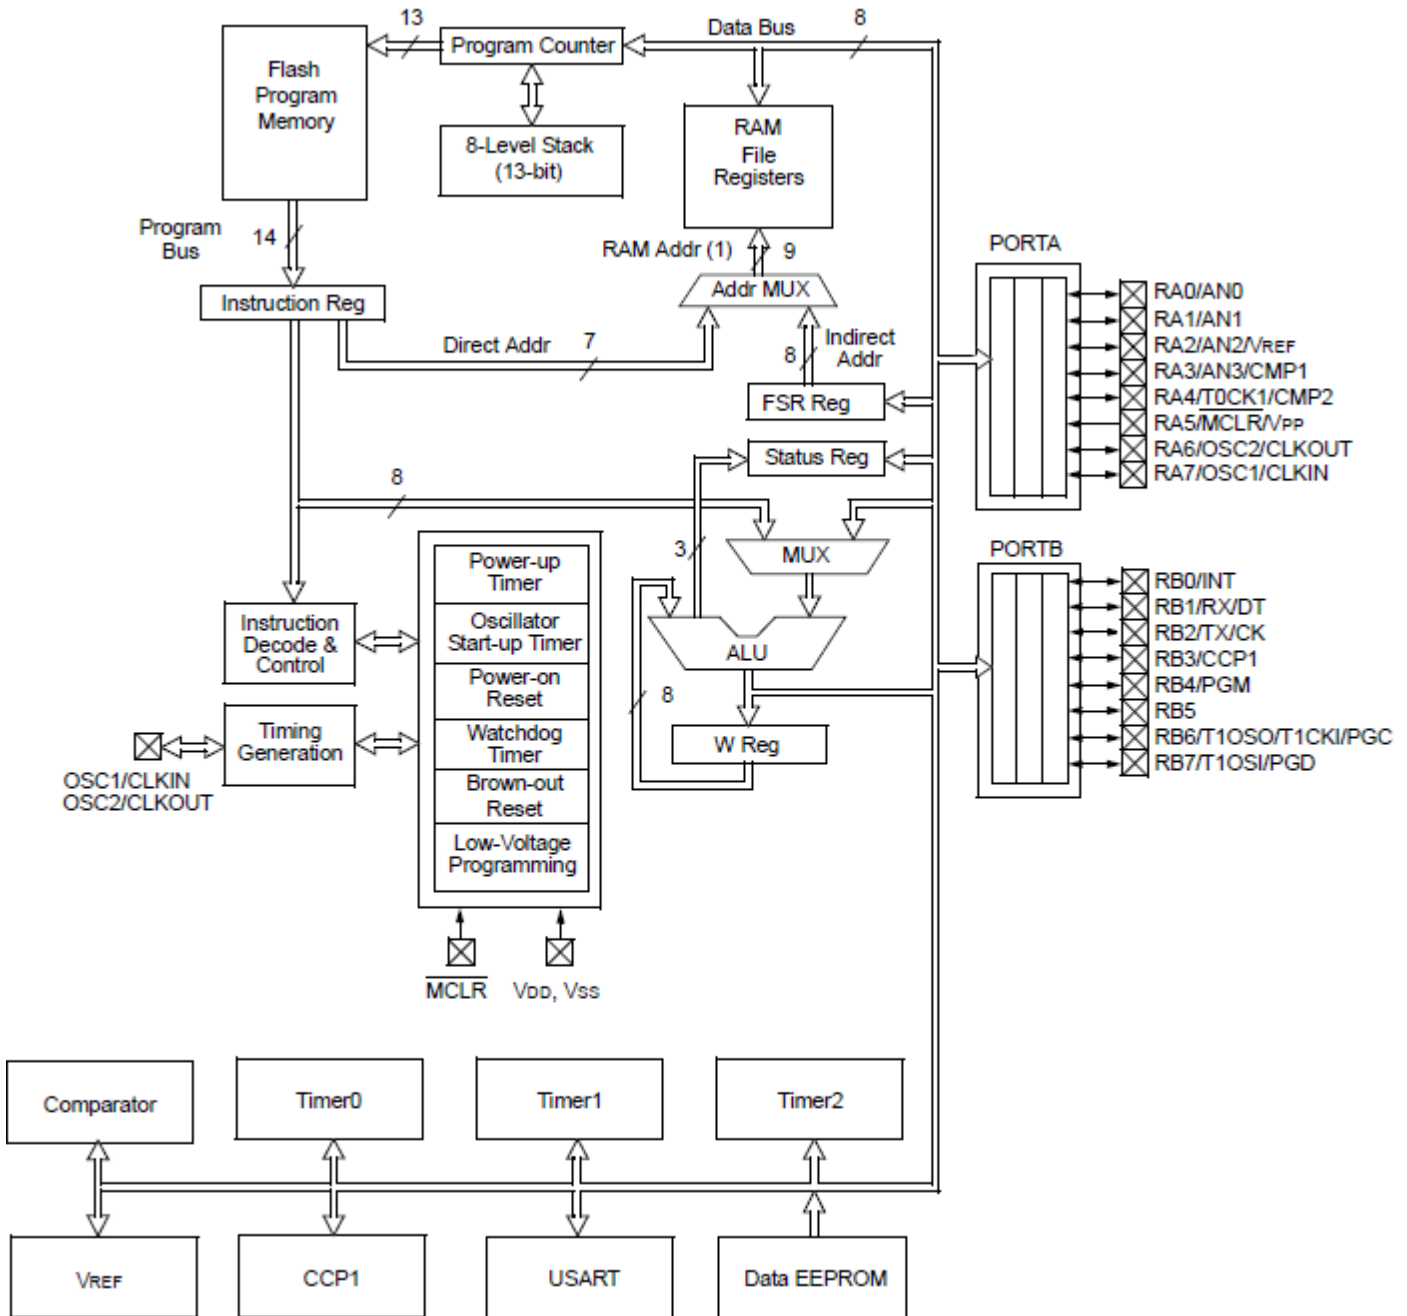 13
Data Bus
8
Program Counter
Flash
Program
Memory
8-Level Stack
(13-bit)
RAM
File
Registers
Program
Bus
14
RAM Addr (1)
9
Addr MUX
Instruction Reg
Direct Addr
7
8
Indirect
Addr
FSR Reg
Status Reg
8
3
MUX
ALU
8
W Reg
Instruction
Decode &
Control
Timing
Generation
OSC1/CLKIN
OSC2/CLKOUT
Power-up
Timer
Oscillator
Start-up Timer
Power-on
Reset
Watchdog
Timer
Brown-out
Reset
Low-Voltage
Programming
MCLR
VDD, VSS
PORTA
RA0/AN0
RA1/AN1
RA2/AN2/VREF
RA3/AN3/CMP1
RA4/T0CK1/CMP2
RA5/MCLR/VPP
RA6/OSC2/CLKOUT
RA7/OSC1/CLKIN
PORTB
RB0/INT
RB1/RX/DT
RB2/TX/CK
RB3/CCP1
RB4/PGM
RB5
RB6/T1OSO/T1CKI/PGC
RB7/T1OSI/PGD
Comparator
Timer0
Timer1
Timer2
VREF
CCP1
USART
Data EEPROM